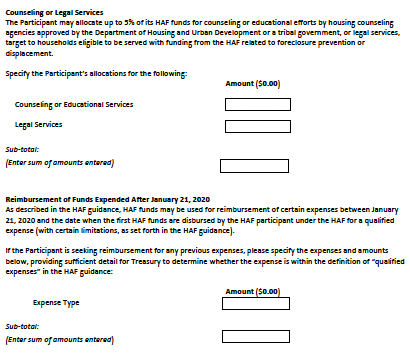 Counseling or Legal Services
The Participant may allocate up to 5% of its HAF funds for counseling or educational efforts by housing counseling
agencies approved by the Department of Housing and Urban Development or a tribal government, or legal services,
target to households eligible to be served with funding from the HAF related to foreclosure prevention or
displacement.
Specify the Participant's allocations for the following:
Amount ($0.00)
Counseling or Educational Services
Legal Services
Sub-total:
(Enter sum of amounts entered)
Reimbursement of Funds Expended After January 21, 2020
As described in the HAF guidance, HAF funds may be used for reimbursement of certain expenses between January
21, 2020 and the date when the first HAF funds are disbursed by the HAF participant under the HAF for a qualified
expense (with certain limitations, as set forth in the HAF guidance).
If the Participant is seeking reimbursement for any previous expenses, please specify the expenses and amounts
below, providing sufficient detail for Treasury to determine whether the expense is within the definition of "qualified
expenses" in the HAF guidance:
Amount ($0.00)
Expense Type
Sub-total:
(Enter sum of amounts entered)